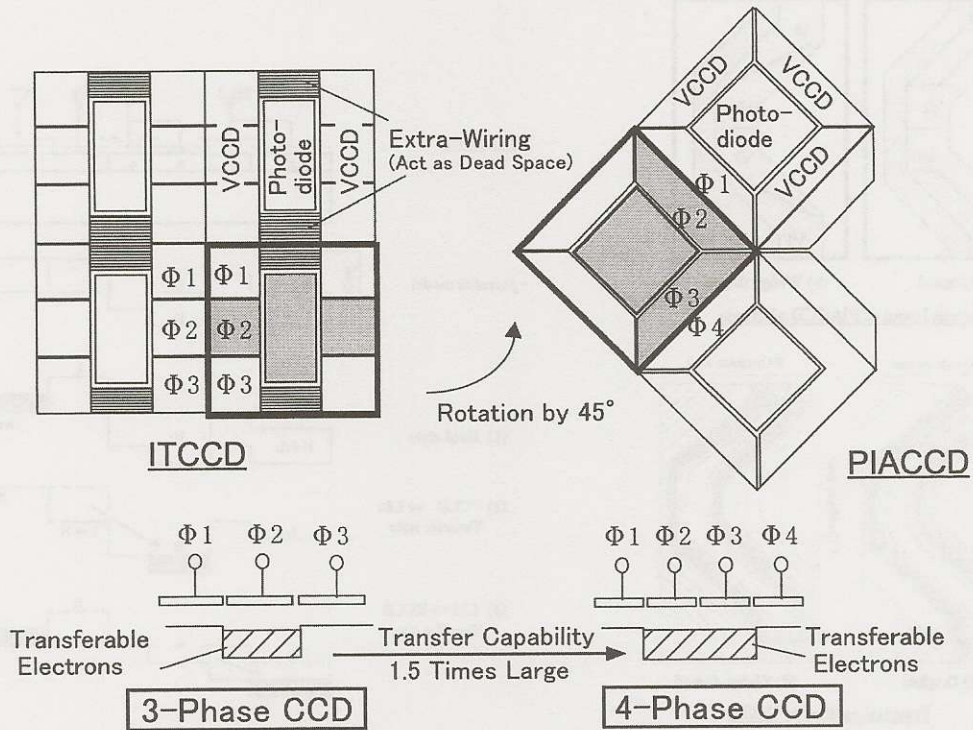 VCCD
Photo-
diode
VCCD
Extra-Wiring
(Act as Dead Space)
Φ1
Φ1
Φ2
Φ2
Φ3
Φ3
ITCCD
Rotation by 45°
VCCD
VCCD
Photo-
diode
VCCD
Φ1
Φ2
Φ3
Φ4
PIACCD
Φ1 Φ2 Φ3
Transferable
Electrons
3-Phase CCD
Transfer Capability
1.5 Times Large
Φ1 Φ2 Φ3 Φ4
Transferable
Electrons
4-Phase CCD